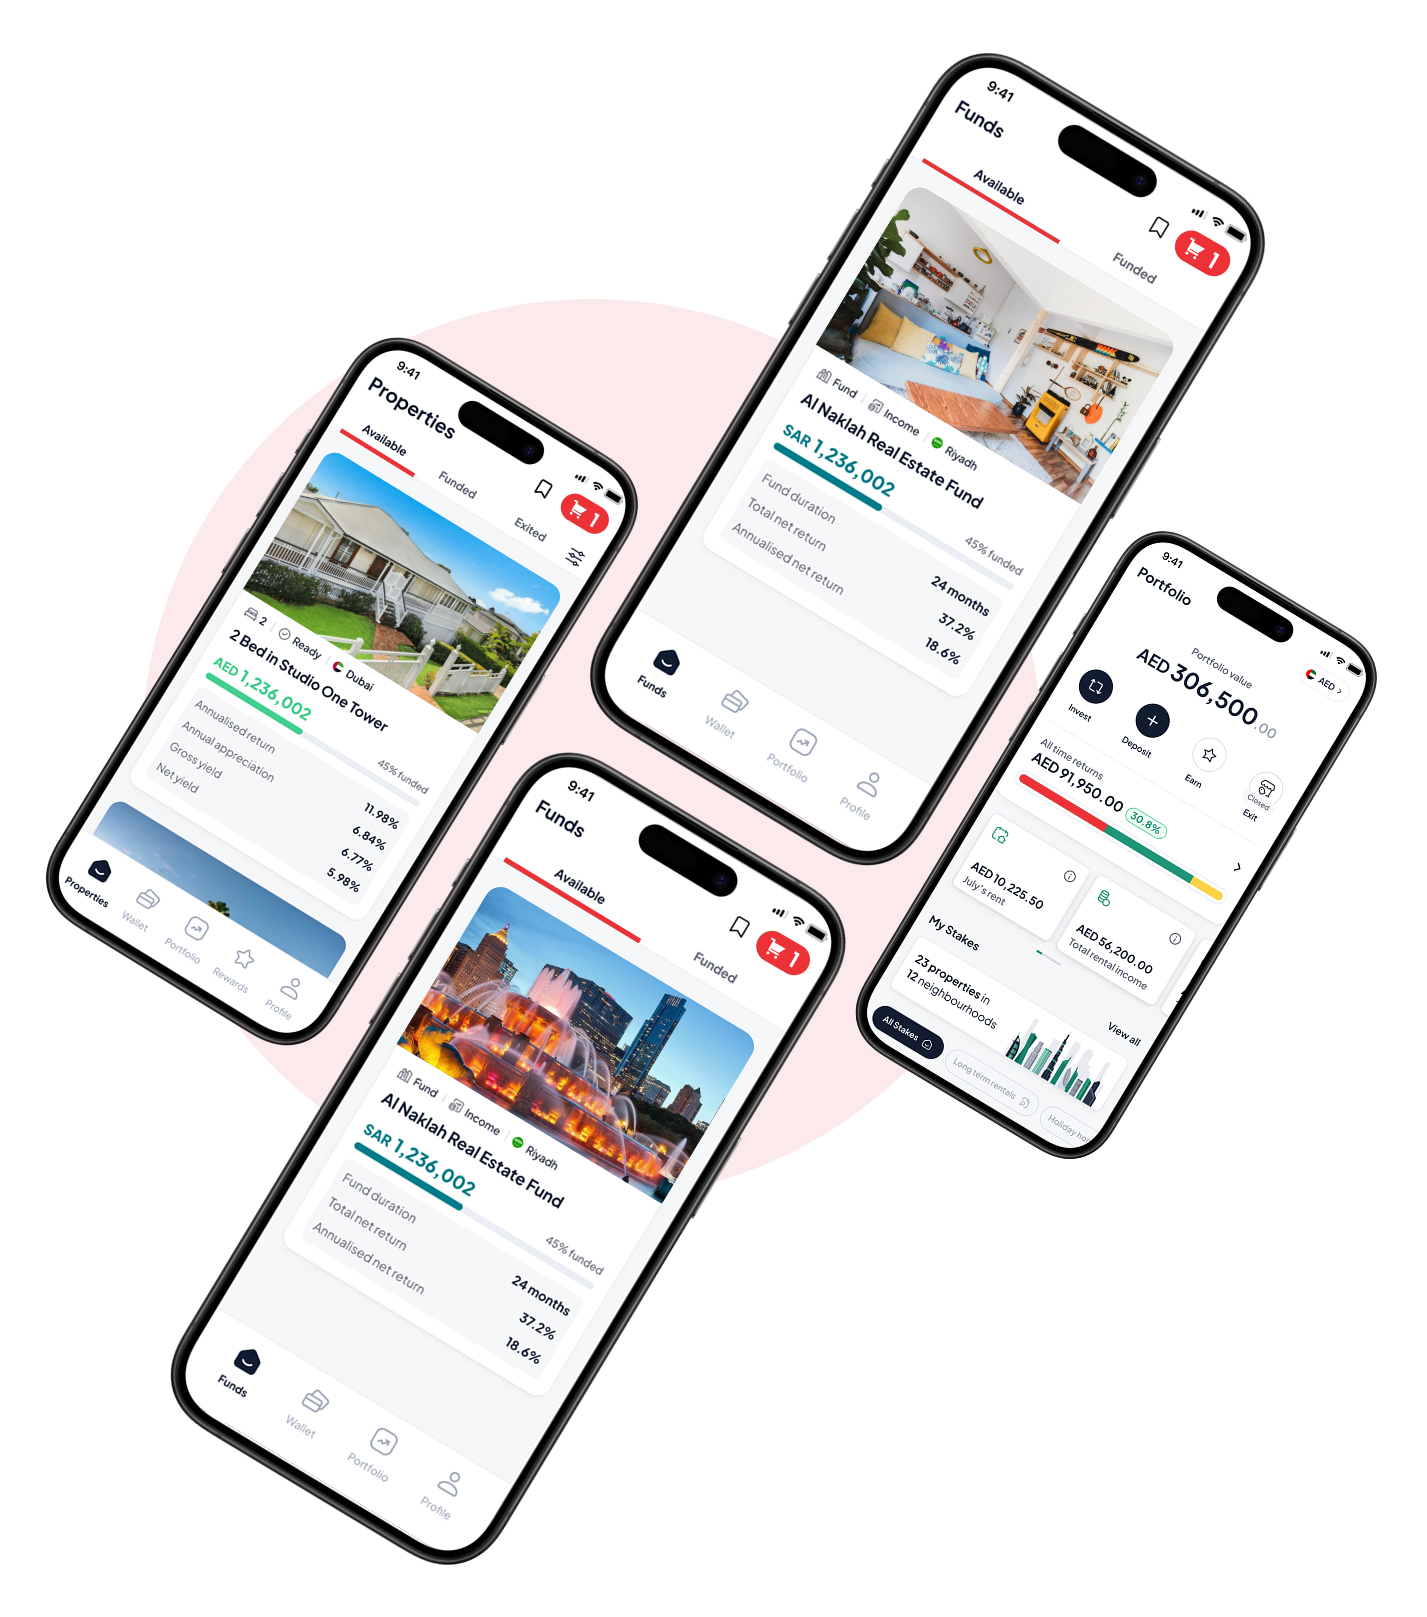 9:41
Funds
Available
Funded
1
Fund
Income
Riyadh
Al Naklah Real Estate Fund
SAR 1,236,002
45% funded
Fund duration
24 months
Total net return
37.2%
Annualised net return
18.6%
Funds
Wallet
Portfolio
Profile
9:41
Properties
Available
Funded
Exited
1
2
Ready
Dubai
2 Bed in Studio One Tower
AED 1,236,002
45% funded
Annualised return
11.98%
Annual appreciation
6.84%
Gross yield
6.77%
Net yield
5.98%
Properties
Wallet
Portfolio
Rewards
Profile
9:41
Portfolio
AED
Portfolio value
AED 306,500.00
Invest
Deposit
Earn
Closed
Exit
All time returns
AED 91,950.00
30.8%
AED 10,225.50
July's rent
AED 56,200.00
Total rental income
My Stakes
View all
23 properties in
12 neighbourhoods
All Stakes
Long term rentals
Holiday ho
9:41
Funds
Available
Funded
1
Fund
Income
Riyadh
Al Naklah Real Estate Fund
SAR 1,236,002
45% funded
Fund duration
24 months
Total net return
37.2%
Annualised net return
18.6%
Funds
Wallet
Portfolio
Profile